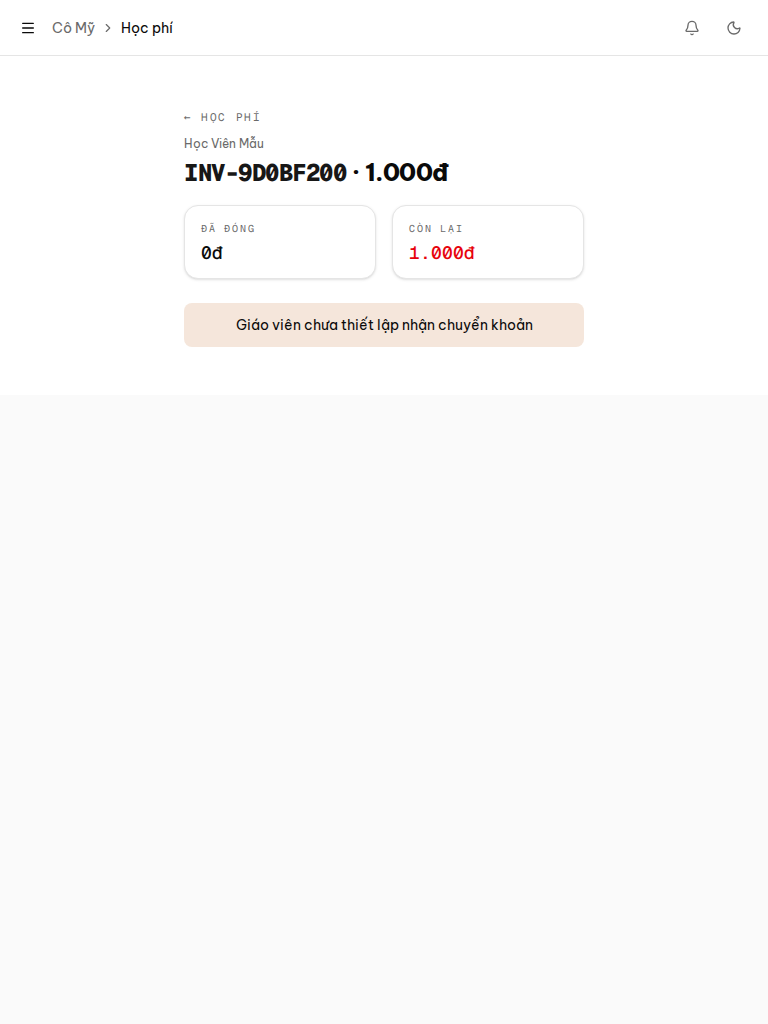 Cô Mỹ > Học phí
← HỌC PHÍ
Học Viên Mẫu
INV-9D0BF200 · 1.000đ
ĐÃ ĐÓNG
0đ
CÒN LẠI
1.000đ
Giáo viên chưa thiết lập nhận chuyển khoản